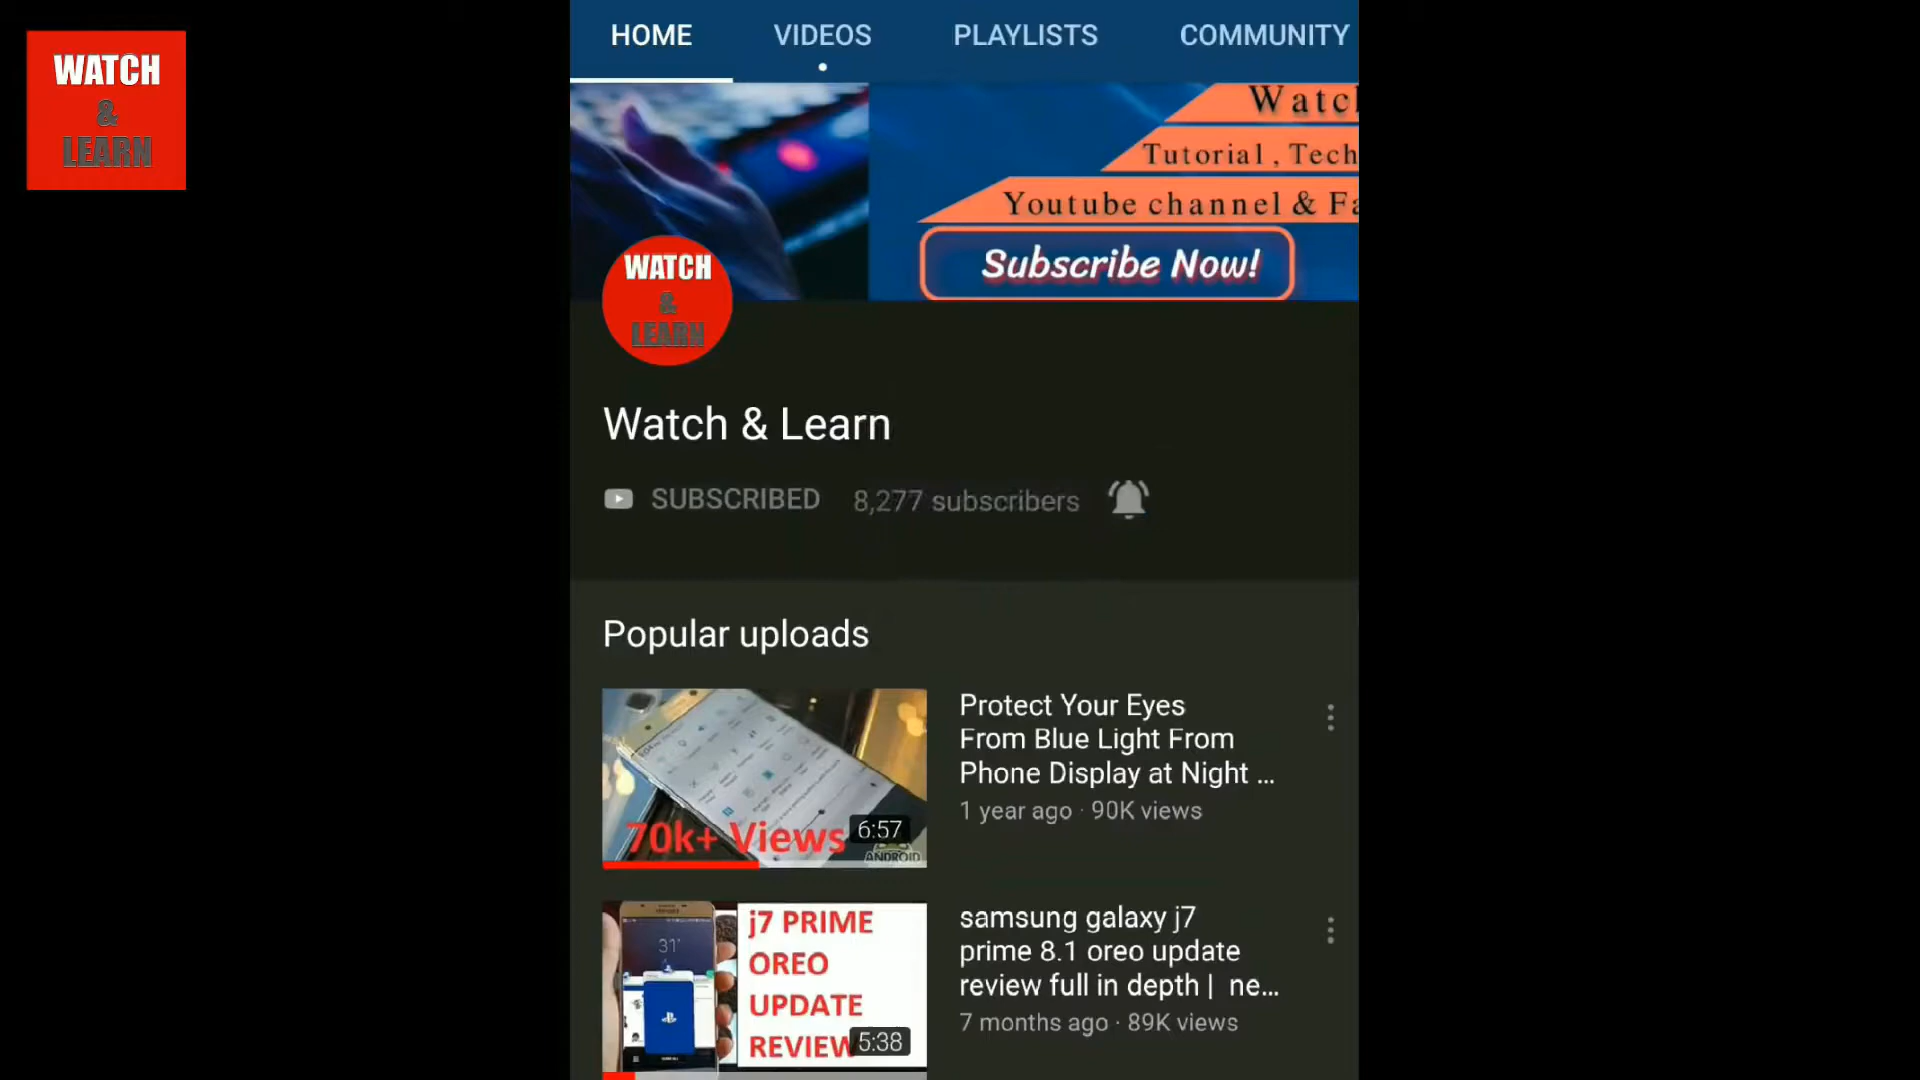 WATCH
&
LEARN
HOME
VIDEOS
PLAYLISTS
COMMUNITY
Watc
Tutorial , Tech
Youtube channel & Fa
Subscribe Now!
WATCH
&
LEARN
Watch & Learn
SUBSCRIBED
8,277 subscribers
Popular uploads
70k+ Views
6:57
ANDROID
Protect Your Eyes
From Blue Light From
Phone Display at Night ...
1 year ago · 90K views
31°
j7 PRIME
OREO
UPDATE
REVIEW
5:38
samsung galaxy j7
prime 8.1 oreo update
review full in depth | ne...
7 months ago · 89K views